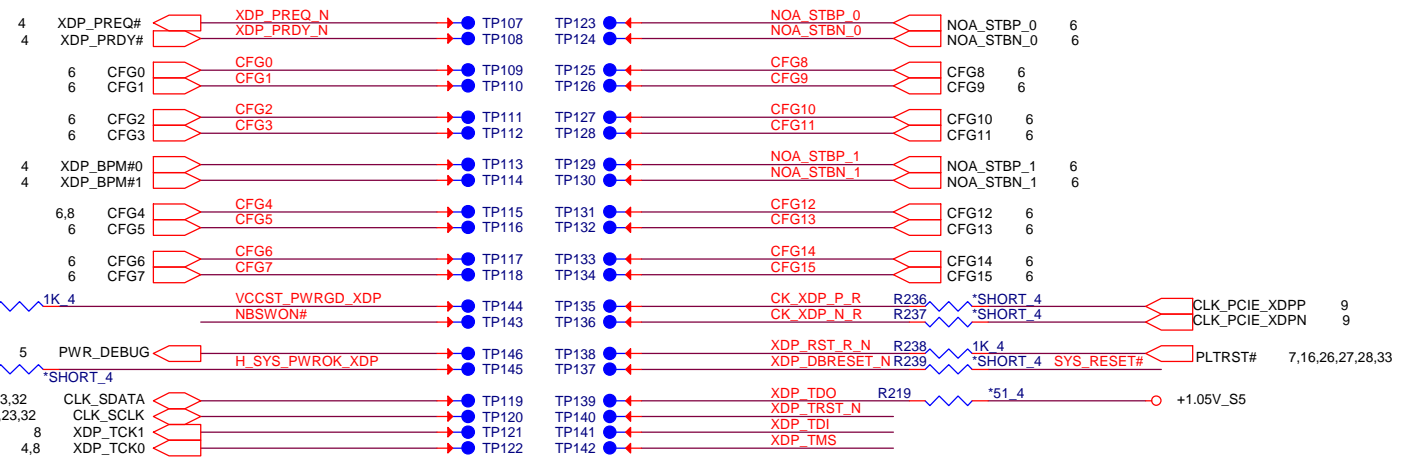 4 XDP_PREQ# XDP_PREQ_N TP107 TP123 NOA_STBP_0 NOA_STBP_0 6
4 XDP_PRDY# XDP_PRDY_N TP108 TP124 NOA_STBN_0 NOA_STBN_0 6
6 CFG0 CFG0 TP109 TP125 CFG8 CFG8 6
6 CFG1 CFG1 TP110 TP126 CFG9 CFG9 6
6 CFG2 CFG2 TP111 TP127 CFG10 CFG10 6
6 CFG3 CFG3 TP112 TP128 CFG11 CFG11 6
4 XDP_BPM#0 TP113 TP129 NOA_STBP_1 NOA_STBP_1 6
4 XDP_BPM#1 TP114 TP130 NOA_STBN_1 NOA_STBN_1 6
6,8 CFG4 CFG4 TP115 TP131 CFG12 CFG12 6
6 CFG5 CFG5 TP116 TP132 CFG13 CFG13 6
6 CFG6 CFG6 TP117 TP133 CFG14 CFG14 6
6 CFG7 CFG7 TP118 TP134 CFG15 CFG15 6
1K_4 VCCST_PWRGD_XDP TP144 TP135 CK_XDP_P_R R236 *SHORT_4 CLK_PCIE_XDPP 9
NBSWON# TP143 TP136 CK_XDP_N_R R237 *SHORT_4 CLK_PCIE_XDPN 9
5 PWR_DEBUG TP146 TP138 XDP_RST_R_N R238 1K_4 PLTRST# 7,16,26,27,28,33
*SHORT_4 H_SYS_PWROK_XDP TP145 TP137 XDP_DBRESET_N R239 *SHORT_4 SYS_RESET#
3,32 CLK_SDATA TP119 TP139 XDP_TDO R219 *51_4 +1.05V_S5
23,32 CLK_SCLK TP120 TP140 XDP_TRST_N
8 XDP_TCK1 TP121 TP141 XDP_TDI
4,8 XDP_TCK0 TP122 TP142 XDP_TMS